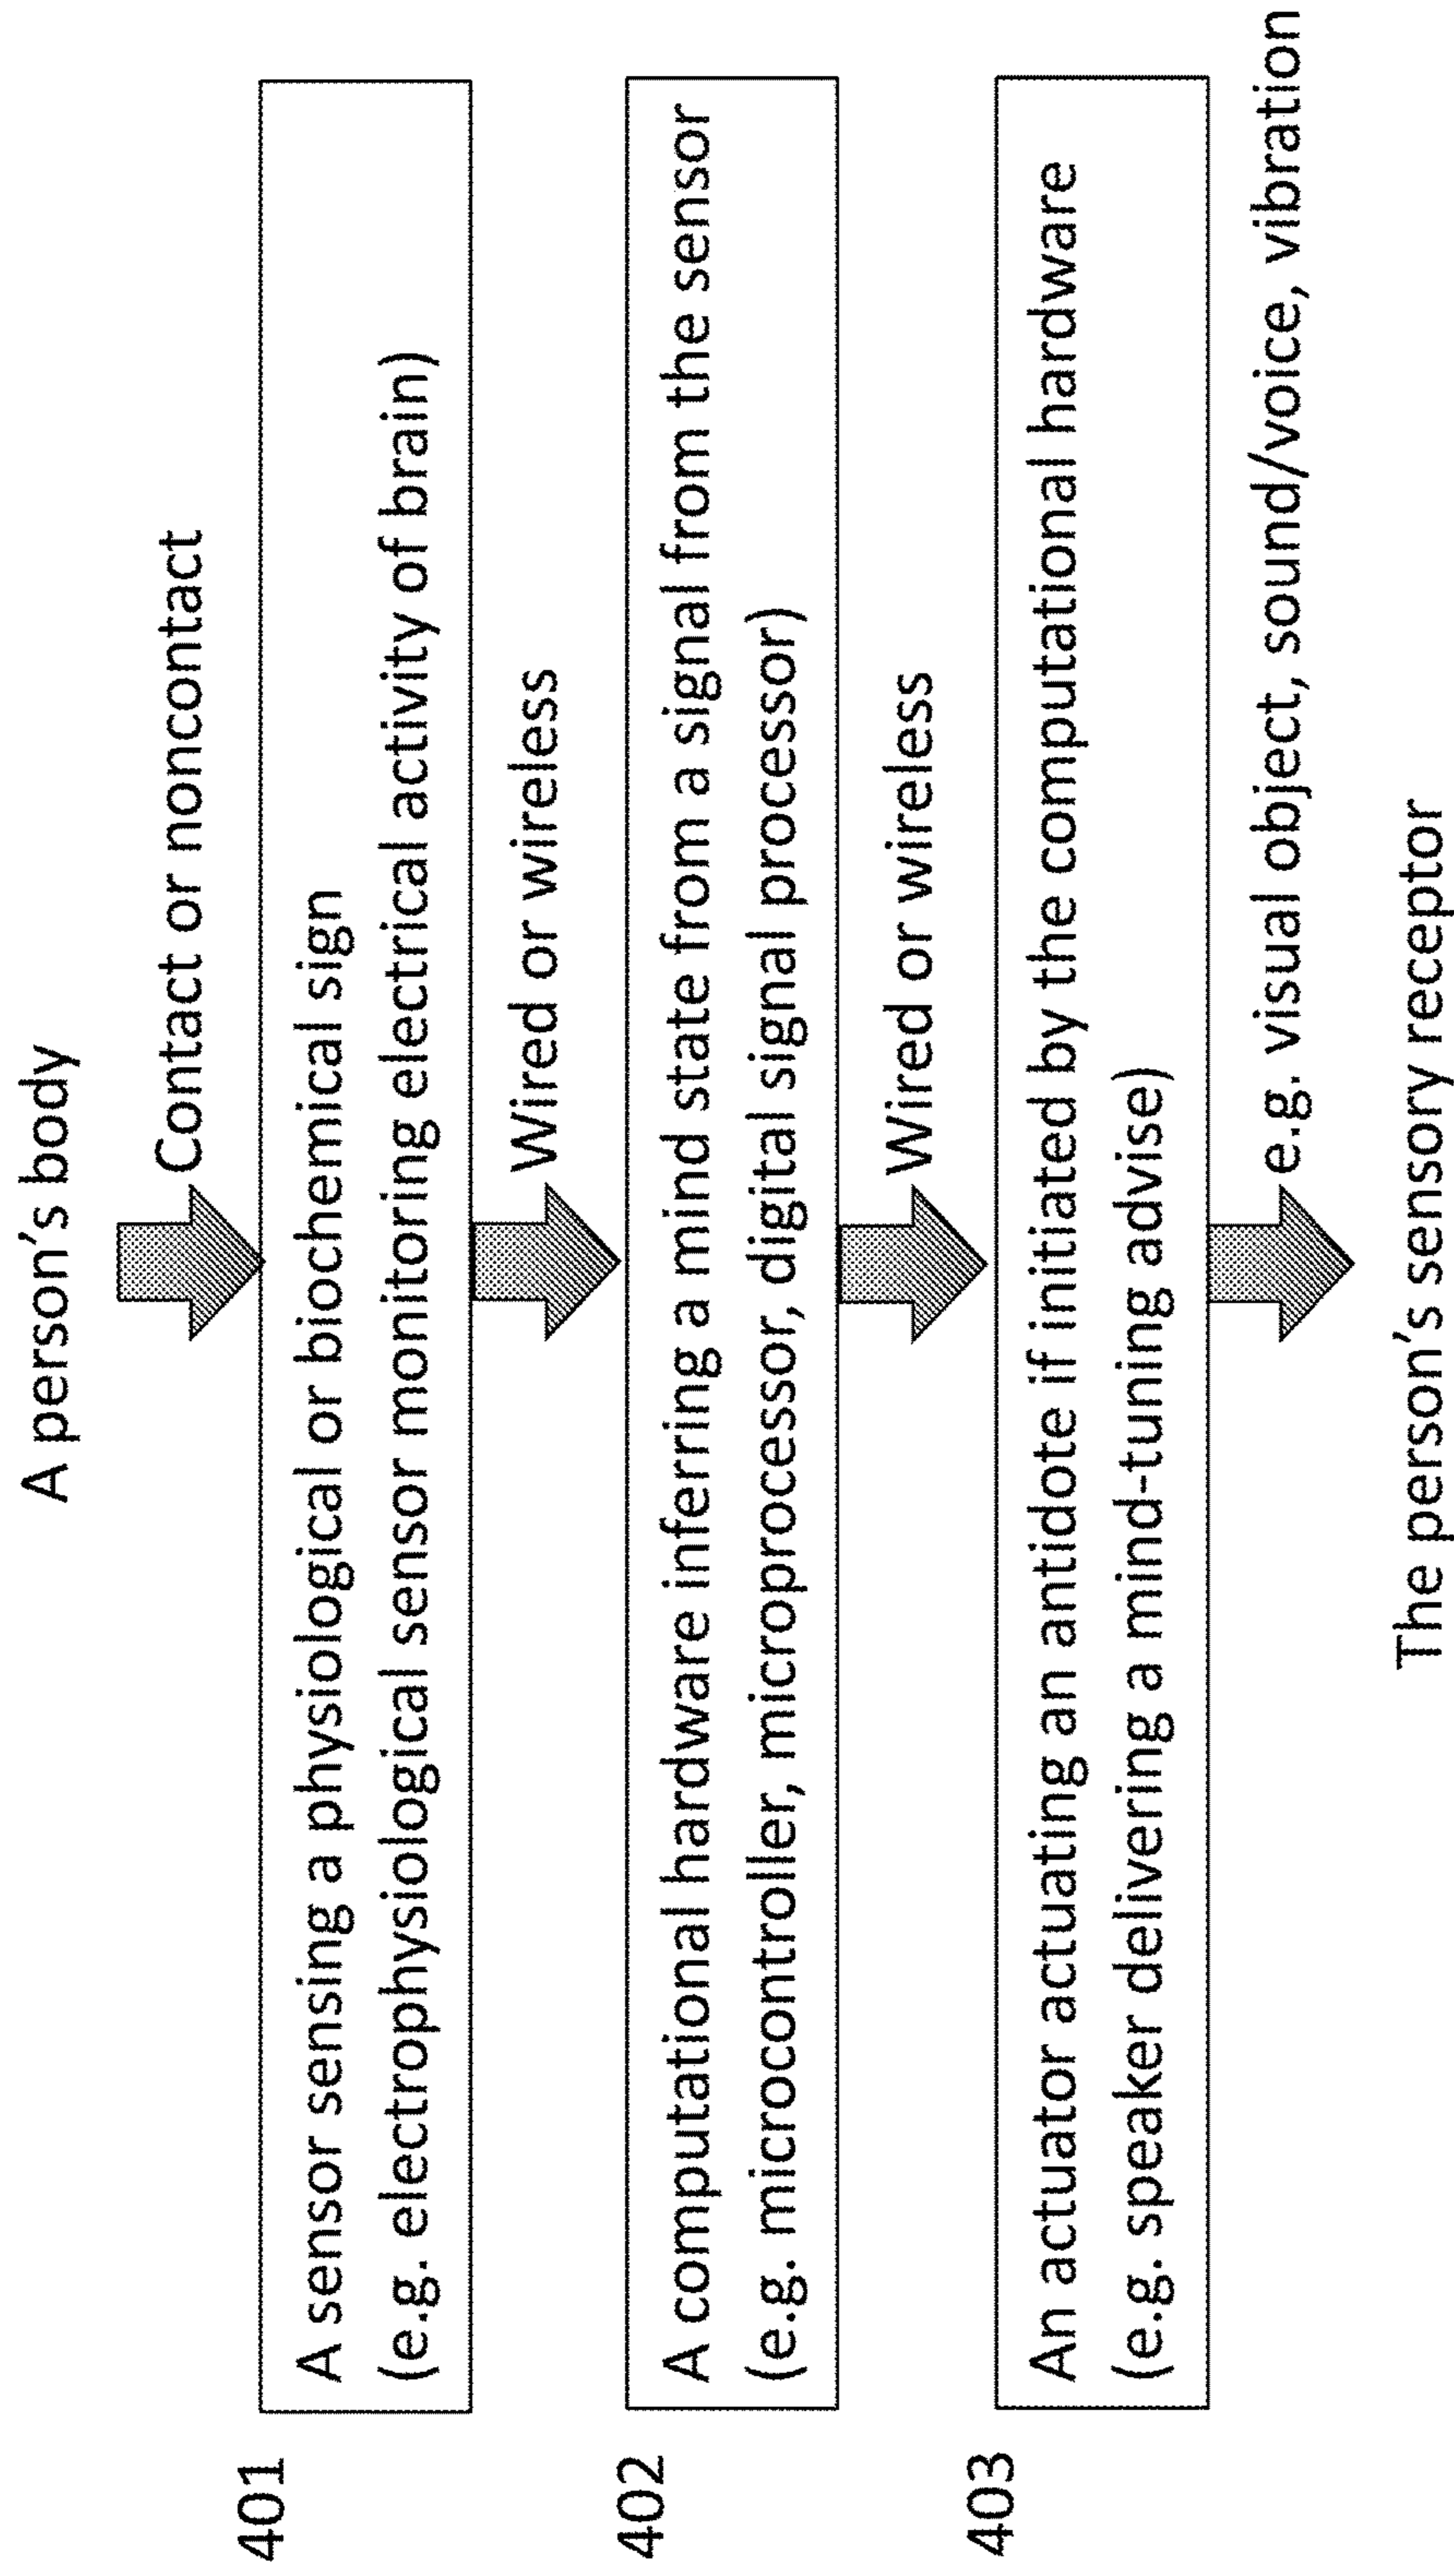 A person's body
Contact or noncontact
401
A sensor sensing a physiological or biochemical sign
(e.g. electrophysiological sensor monitoring electrical activity of brain)
Wired or wireless
402
A computational hardware inferring a mind state from a signal from the sensor
(e.g. microcontroller, microprocessor, digital signal processor)
Wired or wireless
403
An actuator actuating an antidote if initiated by the computational hardware
(e.g. speaker delivering a mind-tuning advise)
e.g. visual object, sound/voice, vibration
The person's sensory receptor